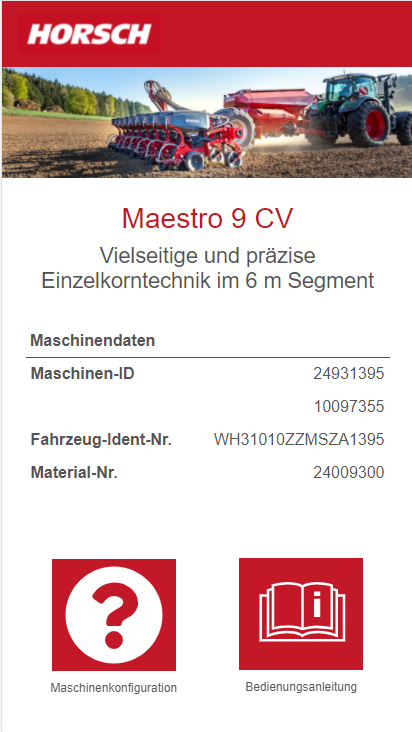 HORSCH
Maestro 9 CV
Vielseitige und präzise
Einzelkorntechnik im 6 m Segment
Maschinendaten
Maschinen-ID 24931395
10097355
Fahrzeug-Ident-Nr. WH31010ZZMSZA1395
Material-Nr. 24009300
Maschinenkonfiguration
Bedienungsanleitung